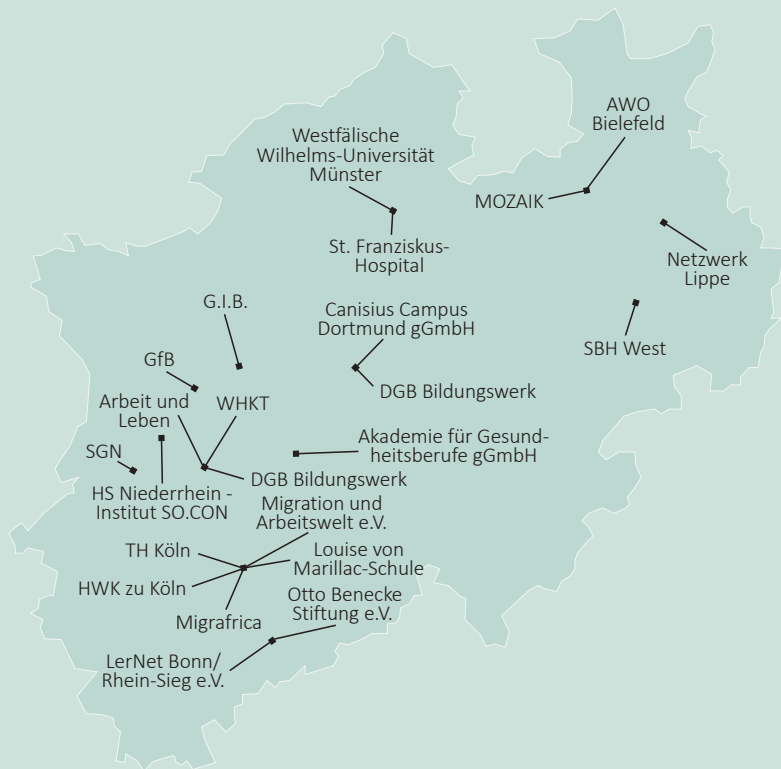 AWO
Bielefeld
Westfälische
Wilhelms-Universität
Münster
MOZAIK
St. Franziskus-
Hospital
Netzwerk
Lippe
G.I.B.
Canisius Campus
Dortmund gGmbH
SBH West
GfB
DGB Bildungswerk
Arbeit und
Leben
WHKT
Akademie für Gesund-
heitsberufe gGmbH
SGN
DGB Bildungswerk
HS Niederrhein -
Institut SO.CON
Migration und
Arbeitswelt e.V.
TH Köln
Louise von
Marillac-Schule
HWK zu Köln
Otto Benecke
Stiftung e.V.
Migrafrica
LerNet Bonn/
Rhein-Sieg e.V.